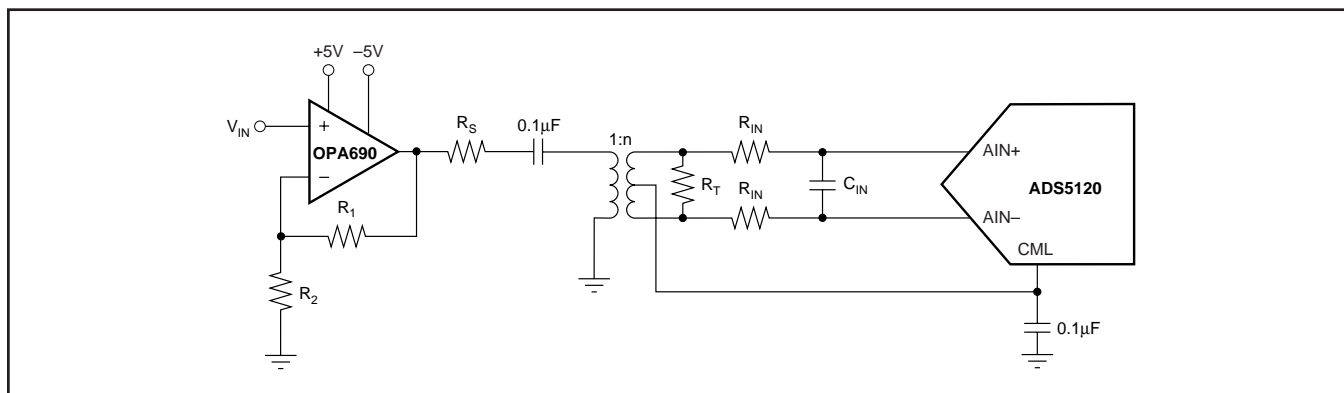 +5V –5V
V_IN
+
OPA690
–
R_S
0.1µF
1:n
R_IN
AIN+
R_1
R_T
R_IN
C_IN
ADS5120
AIN–
CML
R_2
0.1µF